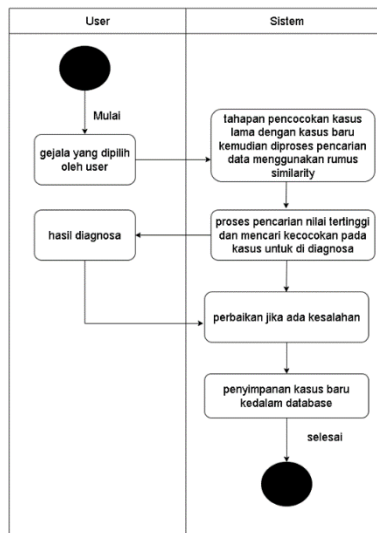 User
Sistem
Mulai
gejala yang dipilih
oleh user
tahapan pencocokan kasus
lama dengan kasus baru
kemudian diproses pencarian
data menggunakan rumus
similarity
hasil diagnosa
proses pencarian nilai tertinggi
dan mencari kecocokan pada
kasus untuk di diagnosa
perbaikan jika ada kesalahan
penyimpanan kasus baru
kedalam database
selesai